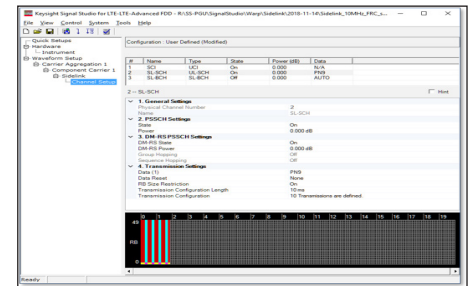 Keysight Signal Studio for LTE-LTE-Advanced FDD - R:\SS-PGU\SignalStudio\Warp\Sidelink\2018-11-14\Sidelink_10MHz_FRC_s...
File View Control System Tools Help
Quick Setups
Hardware
Instrument
Waveform Setup
Carrier Aggregation 1
Component Carrier 1
Sidelink
Channel Setup
Configuration : User Defined (Modified)
# Name Type State Power (dB) Data
1 SCI UCI On 0.000 N/A
2 SL-SCH UL-SCH On 0.000 FN9
3 SL-BCH SL-BCH Off 0.000 AUTO
2 -- SL-SCH
Hint
1. General Settings
Physical Channel Number 2
Name SL-SCH
2. PSSCH Settings
State On
Power 0.000 dB
3. DM-RS PSSCH Settings
DM-RS State On
DM-RS Power 0.000 dB
Group Hopping Off
Sequence Hopping Off
4. Transmission Settings
Data (1) FN9
Data Reset None
RB Size Restriction On
Transmission Configuration Length 10 ms
Transmission Configuration 10 Transmissions are defined.
0 1 2 3 4 5 6 7 8 9 10 11 12 13 14 15 16 17 18 19
49
RB
0
Ready